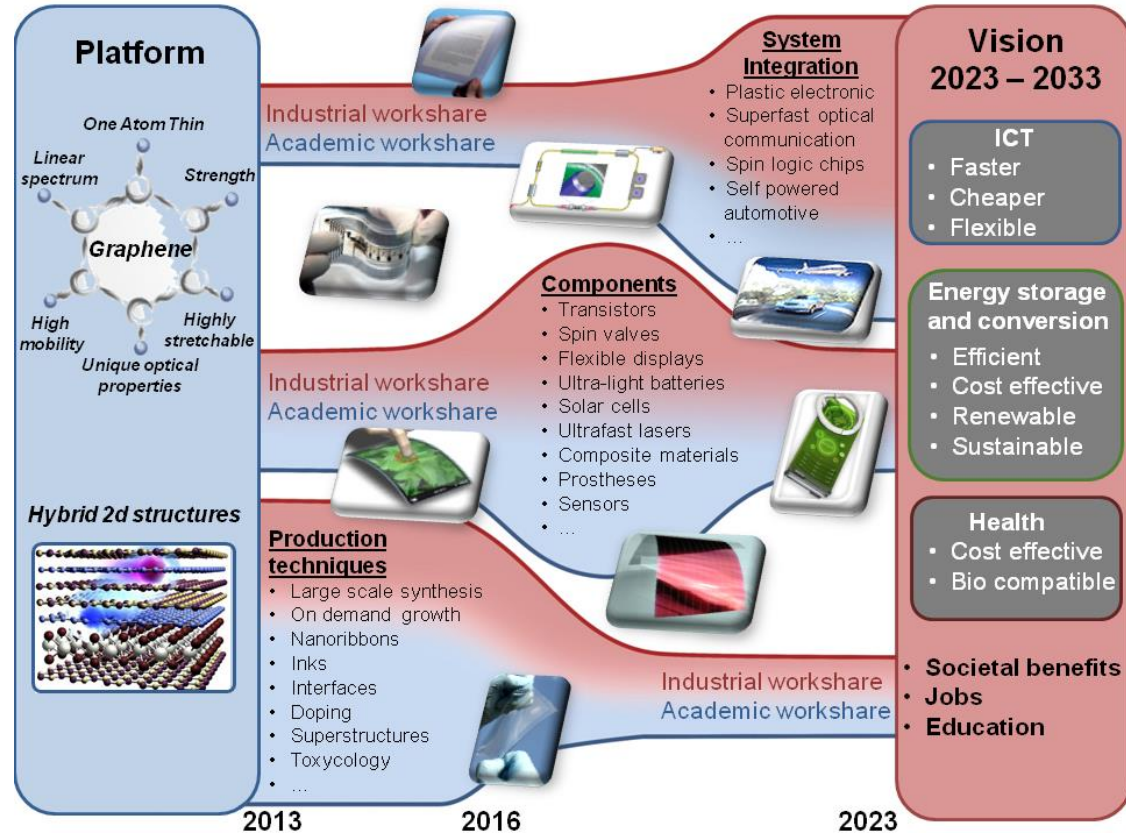 Platform
One Atom Thin
Linear
spectrum
Strength
Graphene
High
mobility
Highly
stretchable
Unique optical
properties
Hybrid 2d structures
Industrial workshare
Academic workshare
System
Integration
• Plastic electronic
• Superfast optical
communication
• Spin logic chips
• Self powered
automotive
• ...
Industrial workshare
Academic workshare
Components
• Transistors
• Spin valves
• Flexible displays
• Ultra-light batteries
• Solar cells
• Ultrafast lasers
• Composite materials
• Prostheses
• Sensors
• ...
Production
techniques
• Large scale synthesis
• On demand growth
• Nanoribbons
• Inks
• Interfaces
• Doping
• Superstructures
• Toxycology
• ...
Industrial workshare
Academic workshare
Vision
2023 – 2033
ICT
• Faster
• Cheaper
• Flexible
Energy storage
and conversion
• Efficient
• Cost effective
• Renewable
• Sustainable
Health
• Cost effective
• Bio compatible
• Societal benefits
• Jobs
• Education
2013
2016
2023